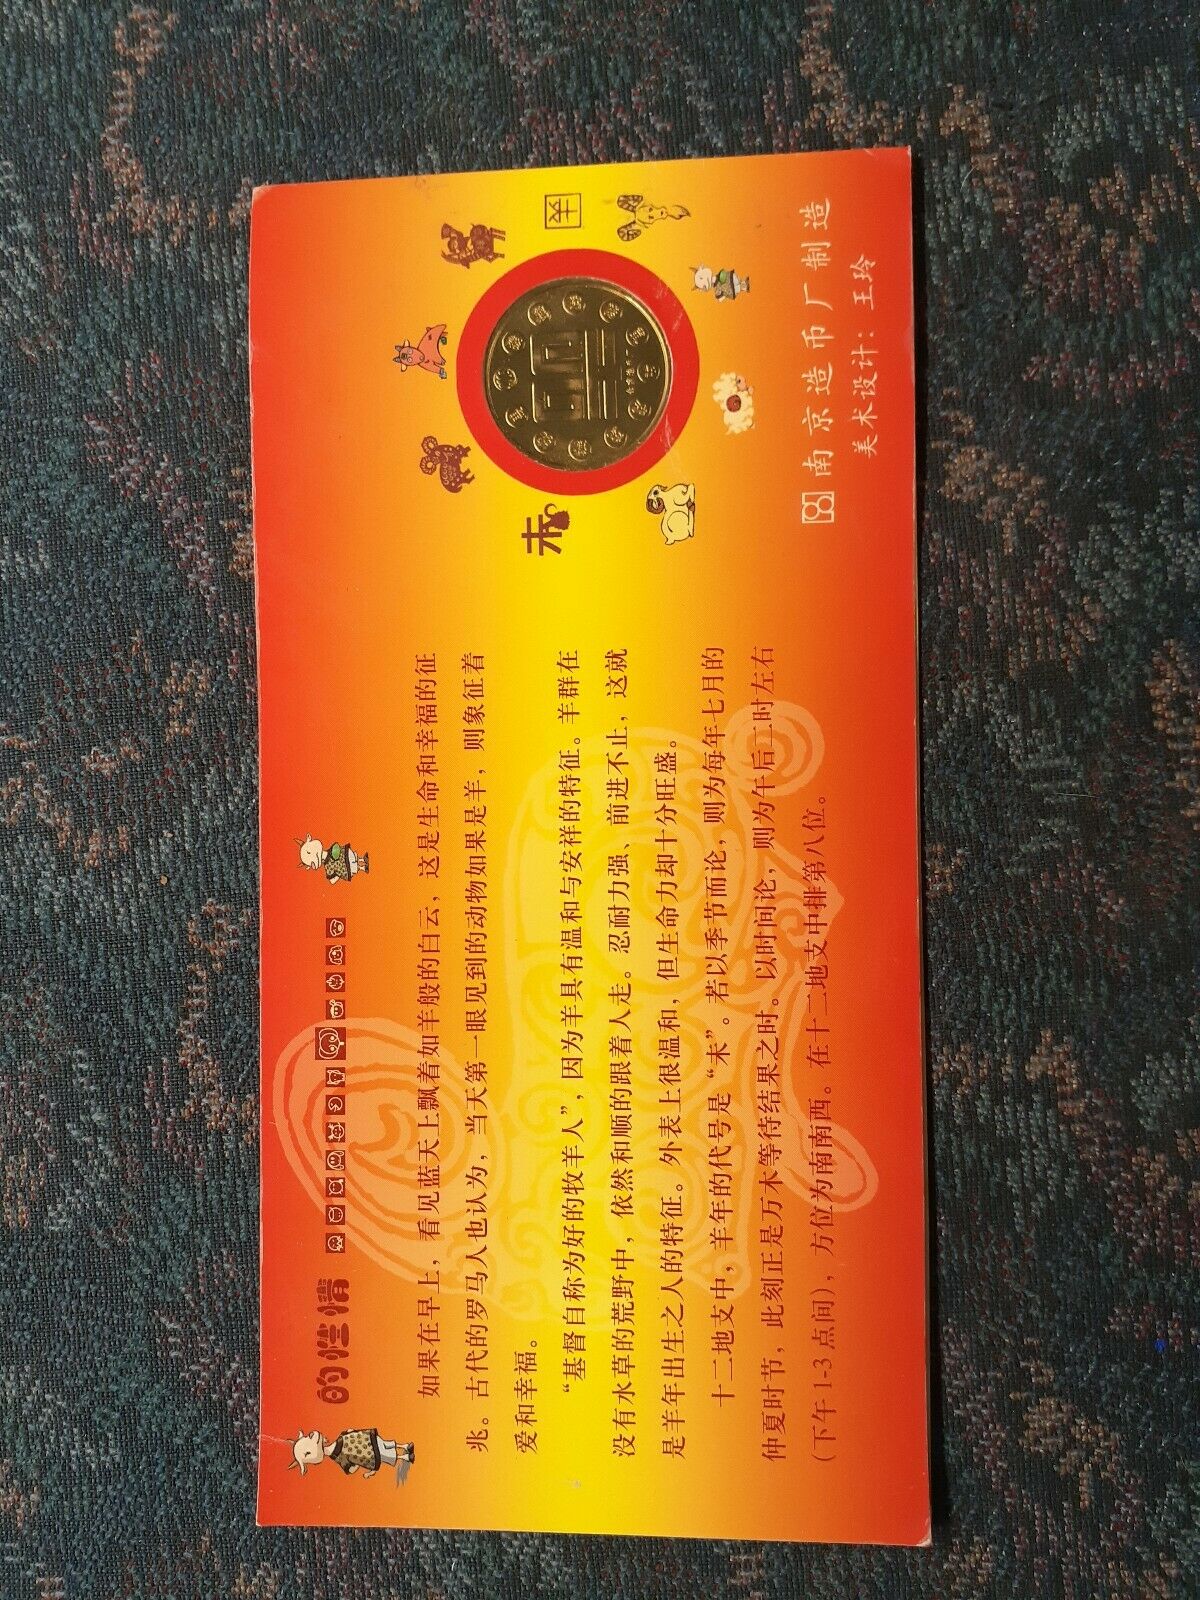 的性情
如果在早上，看见蓝天上飘着如羊般的白云，这是生命和幸福的征
兆。古代的罗马人也认为，当天第一眼见到的动物如果是羊，则象征着
爱和幸福。
“基督自称为好的牧羊人”，因为羊具有温和与安祥的特征。羊群在
没有水草的荒野中，依然和顺的跟着人走。忍耐力强、前进不止，这就
是羊年出生之人的特征。外表上很温和，但生命力却十分旺盛。
十二地支中，羊年的代号是“未”。若以季节而论，则为每年七月的
仲夏时节，此刻正是万木等待结果之时。以时间论，则为午后二时左右
(下午1-3点间)，方位为南南西。在十二地支中排第八位。
未
羊
南京造币厂制造
美术设计：王玲